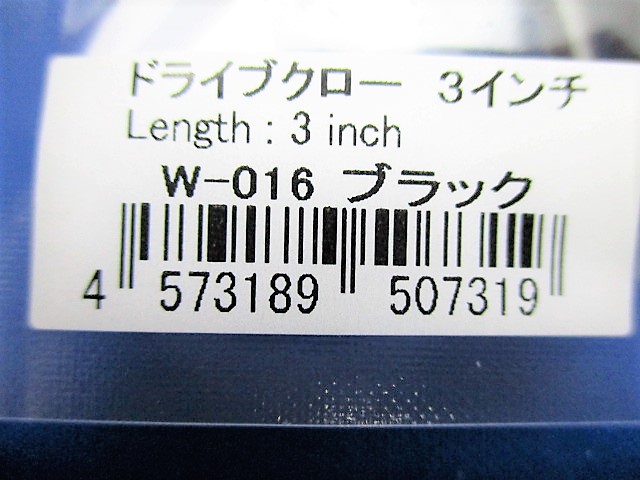 ドライブクロー 3インチ
Length : 3 inch
W-016 ブラック
4 573189 507319